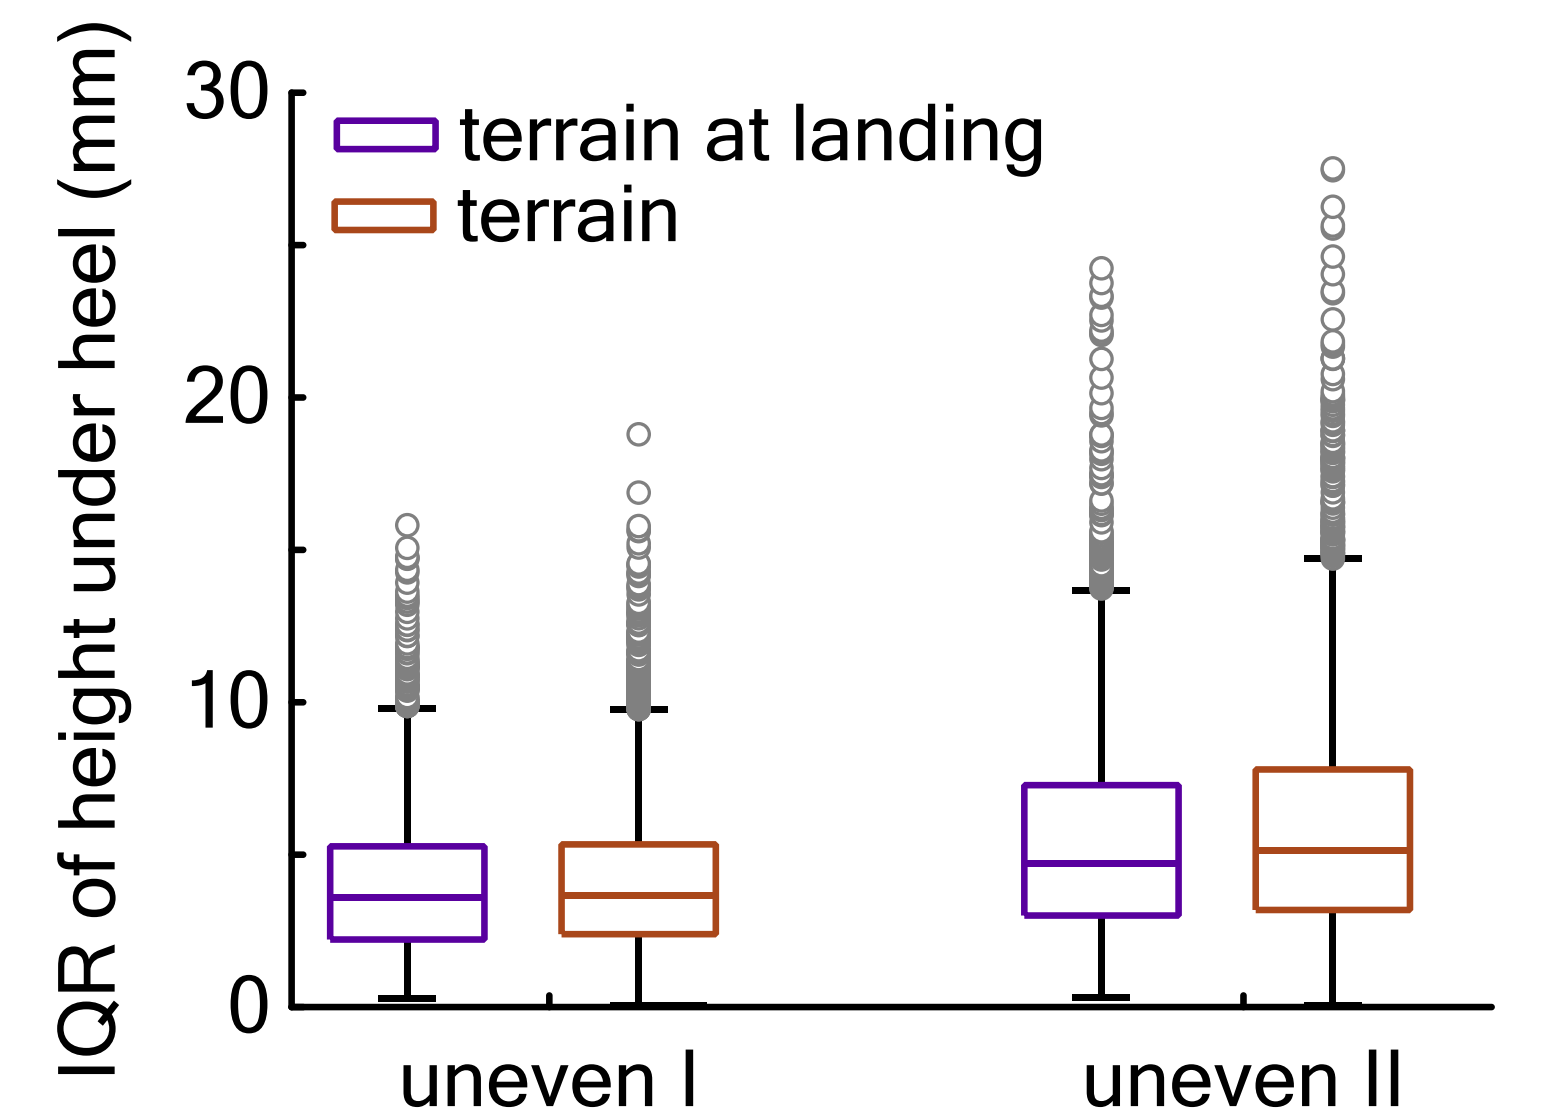 IQR of height under heel (mm)
30
20
10
0
terrain at landing
terrain
uneven I
uneven II